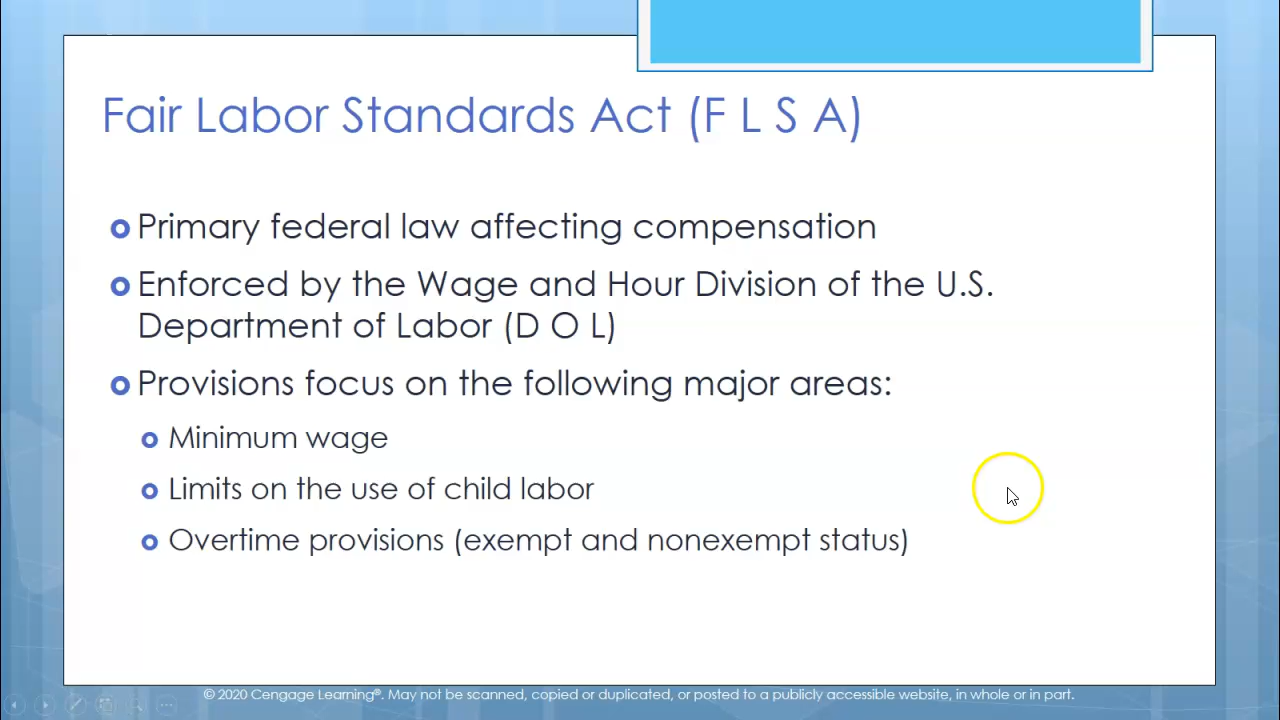 Fair Labor Standards Act (F L S A)
Primary federal law affecting compensation
Enforced by the Wage and Hour Division of the U.S.
Department of Labor (D O L)
Provisions focus on the following major areas:
Minimum wage
Limits on the use of child labor
Overtime provisions (exempt and nonexempt status)
© 2020 Cengage Learning®. May not be scanned, copied or duplicated, or posted to a publicly accessible website, in whole or in part.